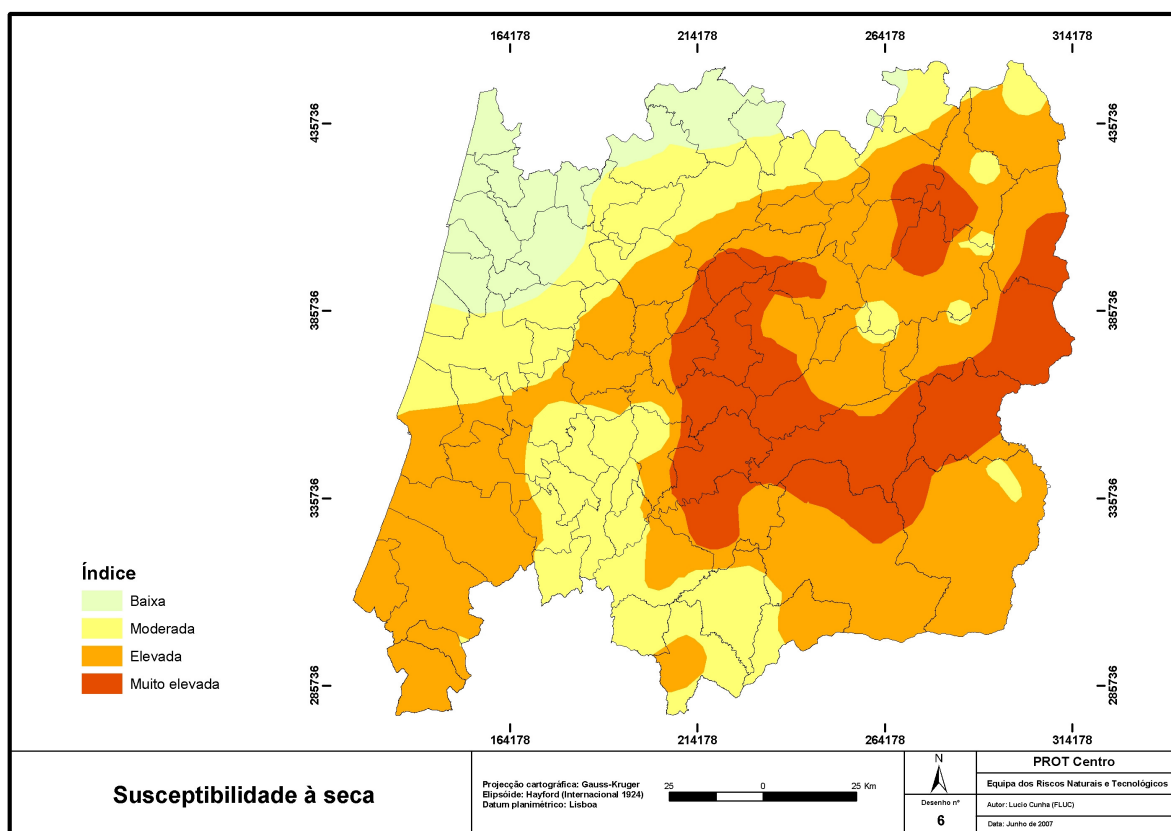 164178
214178
264178
314178
435736
435736
385736
385736
335736
335736
285736
285736
Índice
Baixa
Moderada
Elevada
Muito elevada
164178
214178
264178
314178
Susceptibilidade à seca
Projecção cartográfica: Gauss-Kruger
Elipsóide: Hayford (Internacional 1924)
Datum planimétrico: Lisboa
25 0 25 Km
N
Desenho nº
6
PROT Centro
Equipa dos Riscos Naturais e Tecnológicos
Autor: Lucio Cunha (FLUC)
Data: Junho de 2007